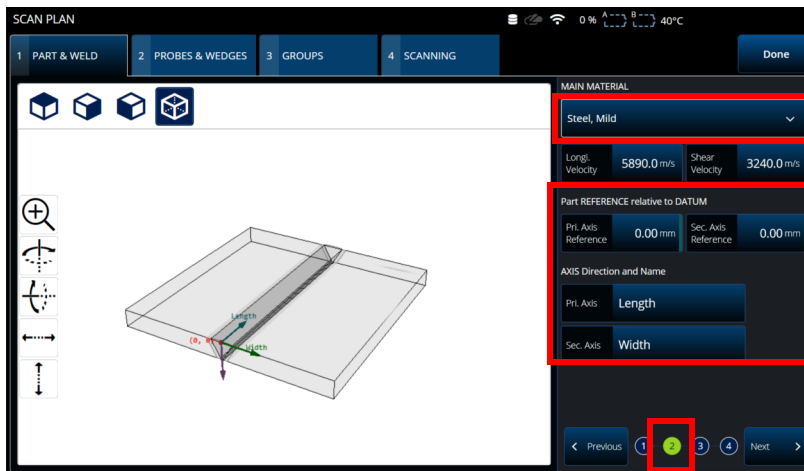 SCAN PLAN
0 % A B 40°C
1 PART & WELD 2 PROBES & WEDGES 3 GROUPS 4 SCANNING Done
MAIN MATERIAL
Steel, Mild
Longi. Velocity 5890.0 m/s Shear Velocity 3240.0 m/s
Part REFERENCE relative to DATUM
Pri. Axis Reference 0.00 mm Sec. Axis Reference 0.00 mm
AXIS Direction and Name
Pri. Axis Length
Sec. Axis Width
Length
(0, 0)
Width
< Previous 1 2 3 4 Next >